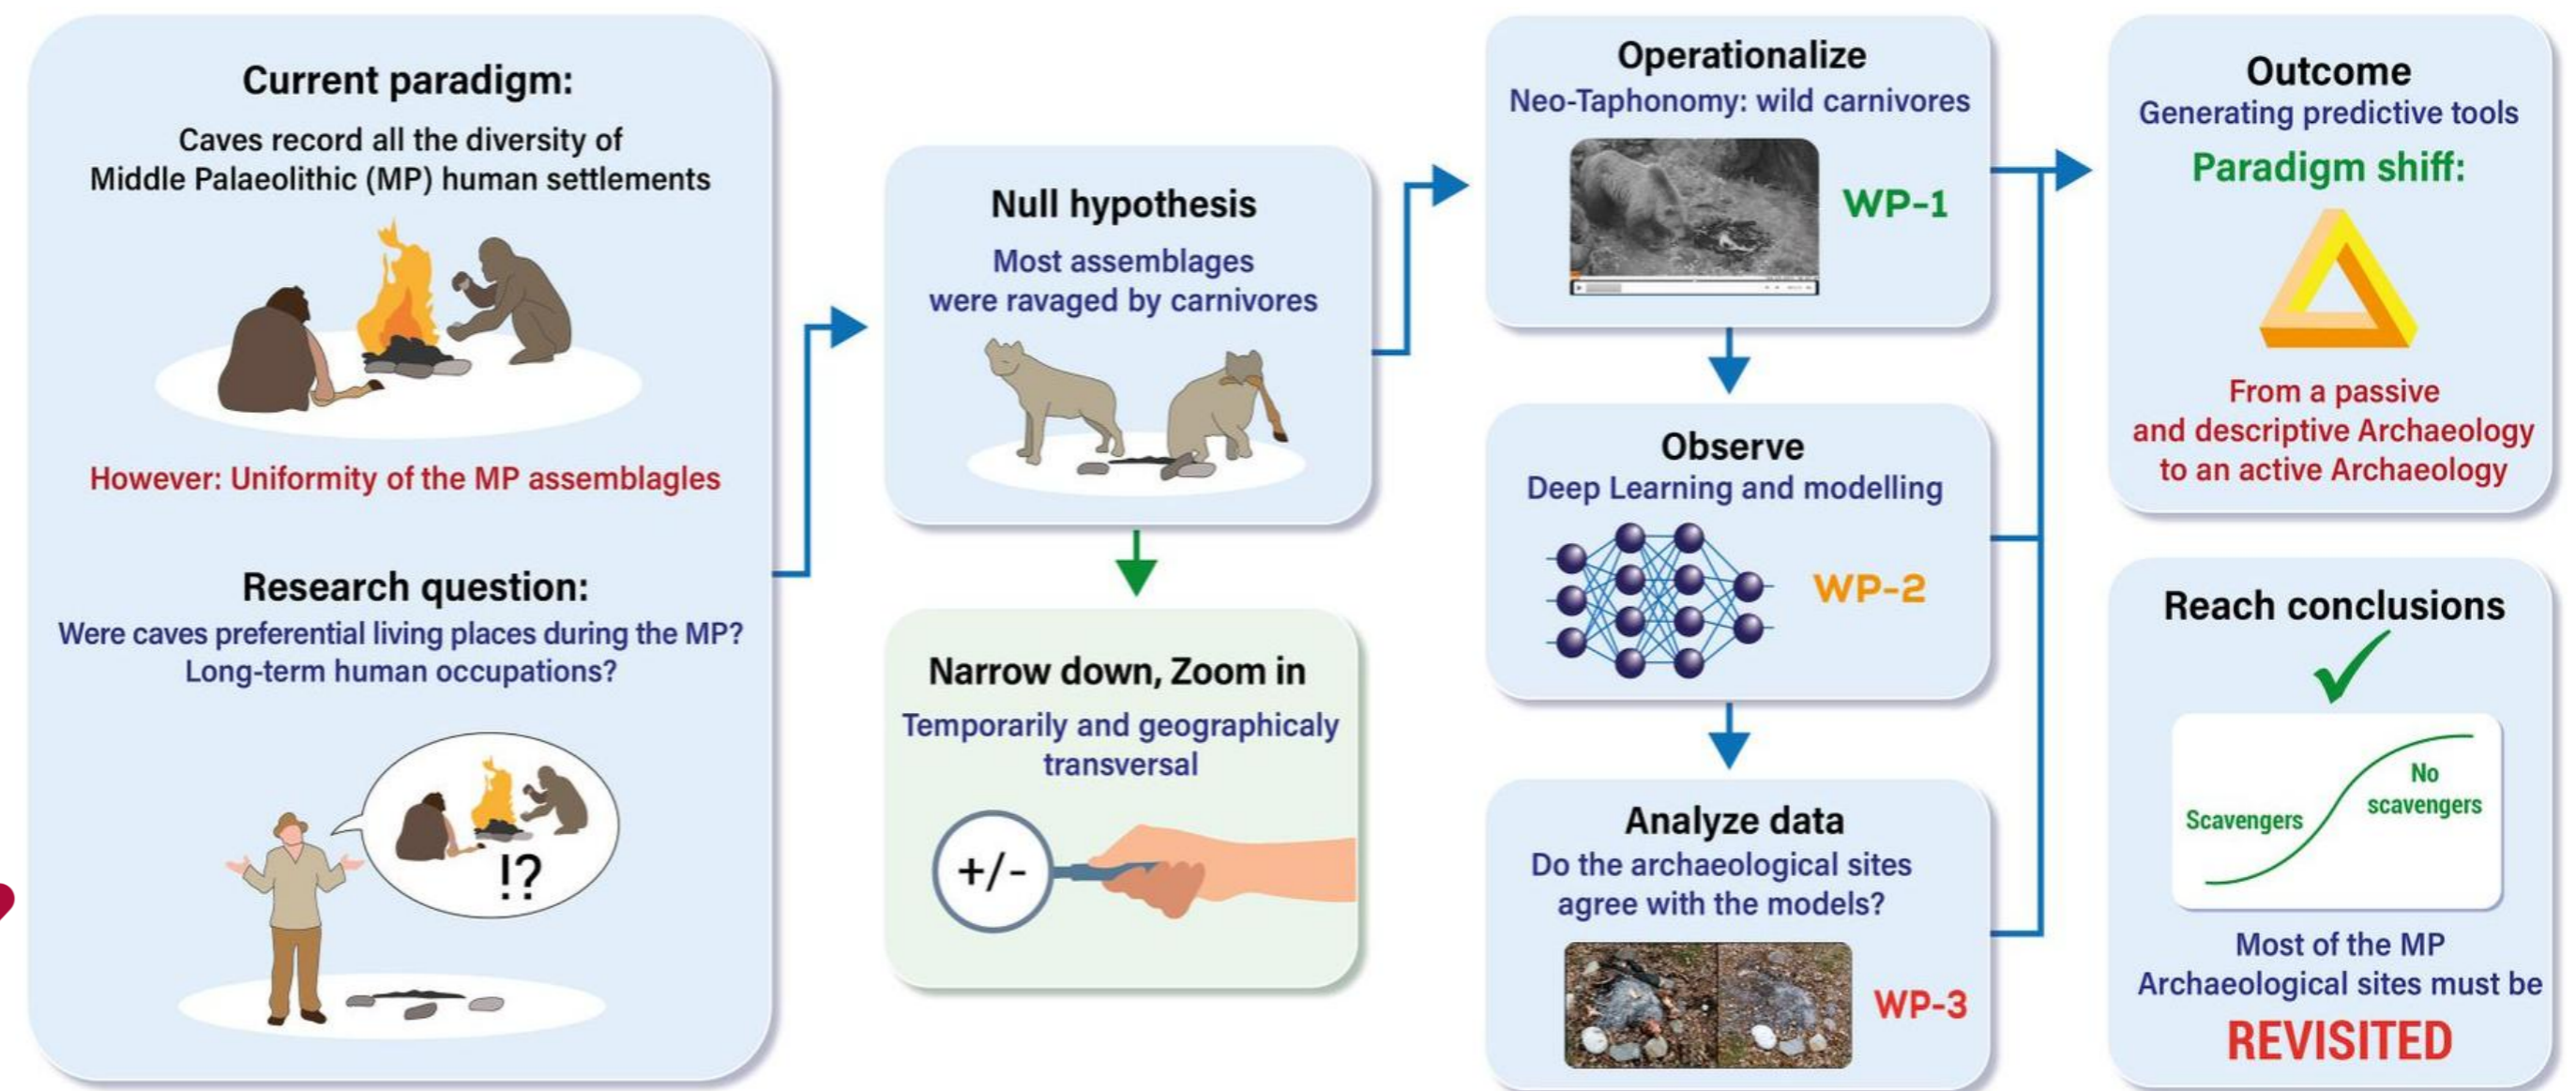 Current paradigm:
Caves record all the diversity of
Middle Palaeolithic (MP) human settlements
However: Uniformity of the MP assemblagles
Research question:
Were caves preferential living places during the MP?
Long-term human occupations?
!?
Null hypothesis
Most assemblages
were ravaged by carnivores
Narrow down, Zoom in
Temporarily and geographicaly
transversal
+/-
Operationalize
Neo-Taphonomy: wild carnivores
WP-1
Observe
Deep Learning and modelling
WP-2
Analyze data
Do the archaeological sites
agree with the models?
WP-3
Outcome
Generating predictive tools
Paradigm shift:
From a passive
and descriptive Archaeology
to an active Archaeology
Reach conclusions
No
scavengers
Scavengers
Most of the MP
Archaeological sites must be
REVISITED